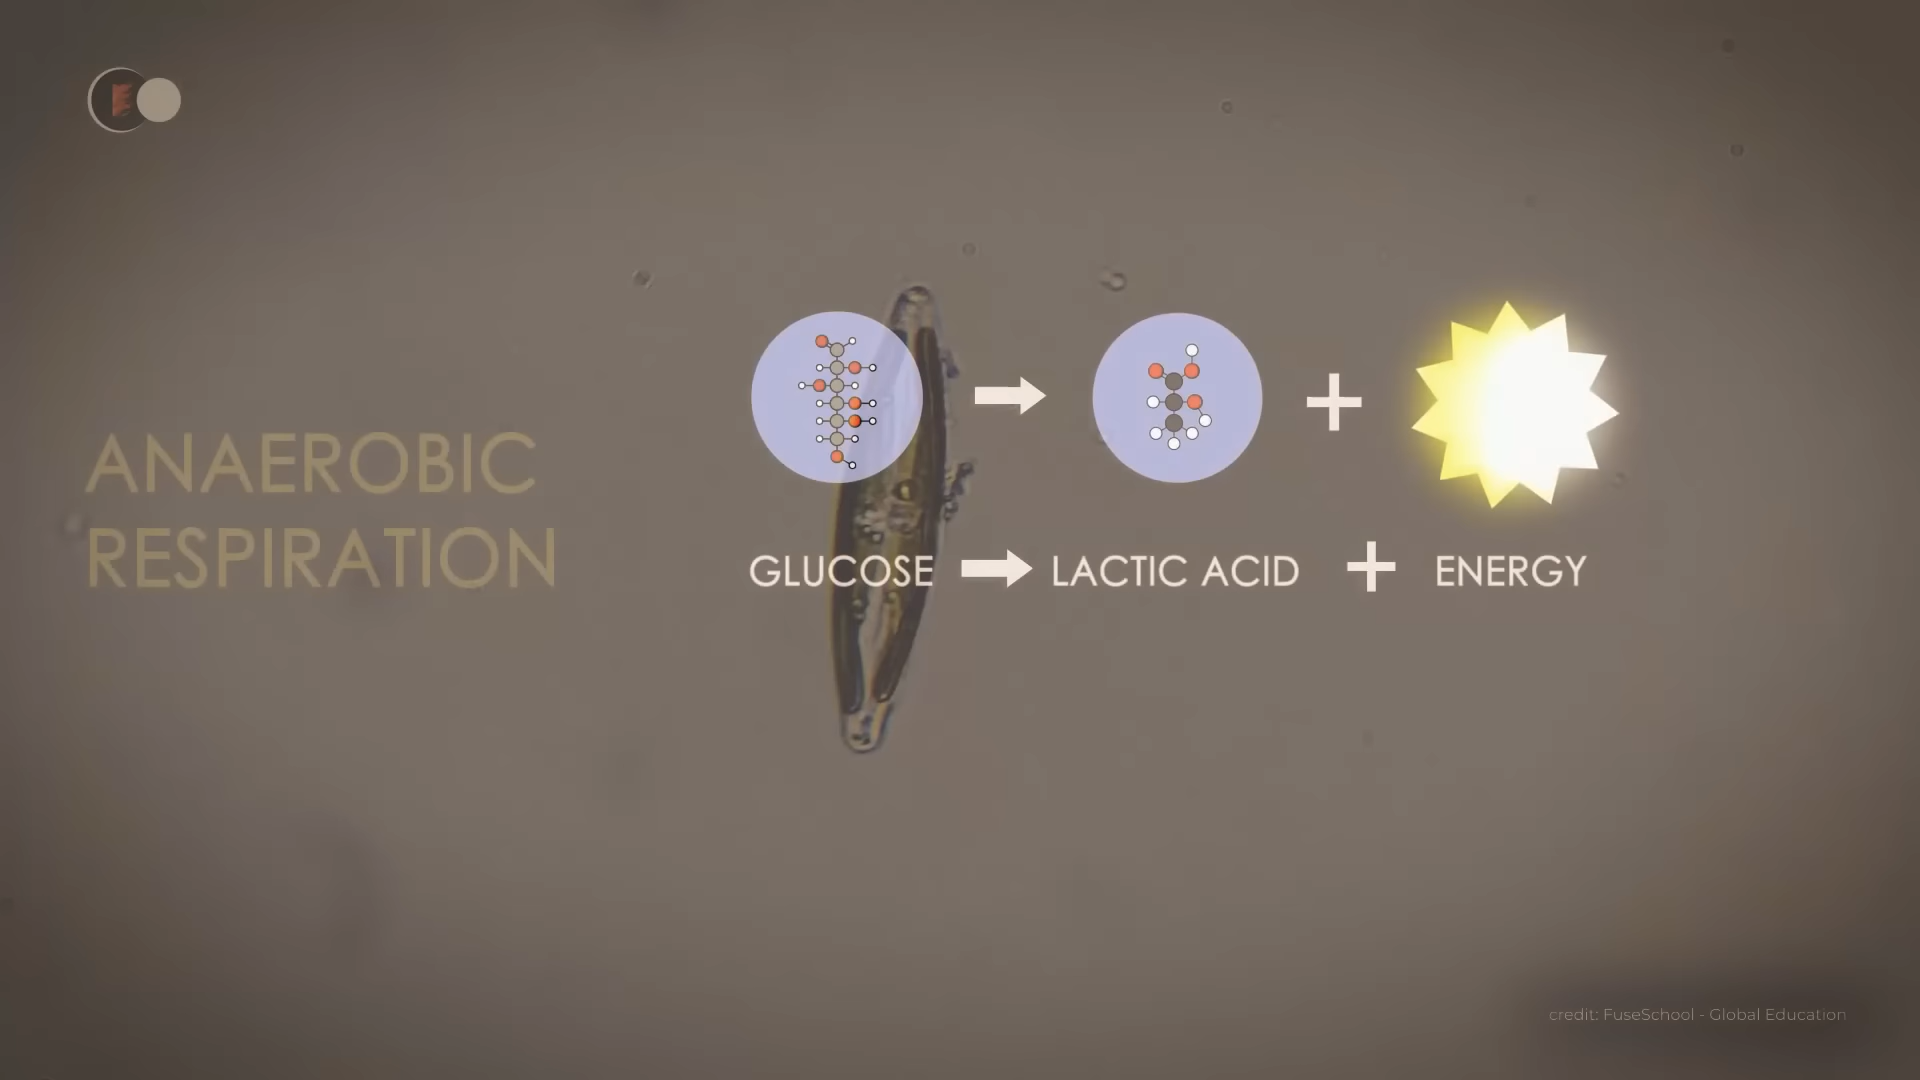 ANAEROBIC
RESPIRATION
GLUCOSE → LACTIC ACID + ENERGY
credit: FuseSchool - Global Education